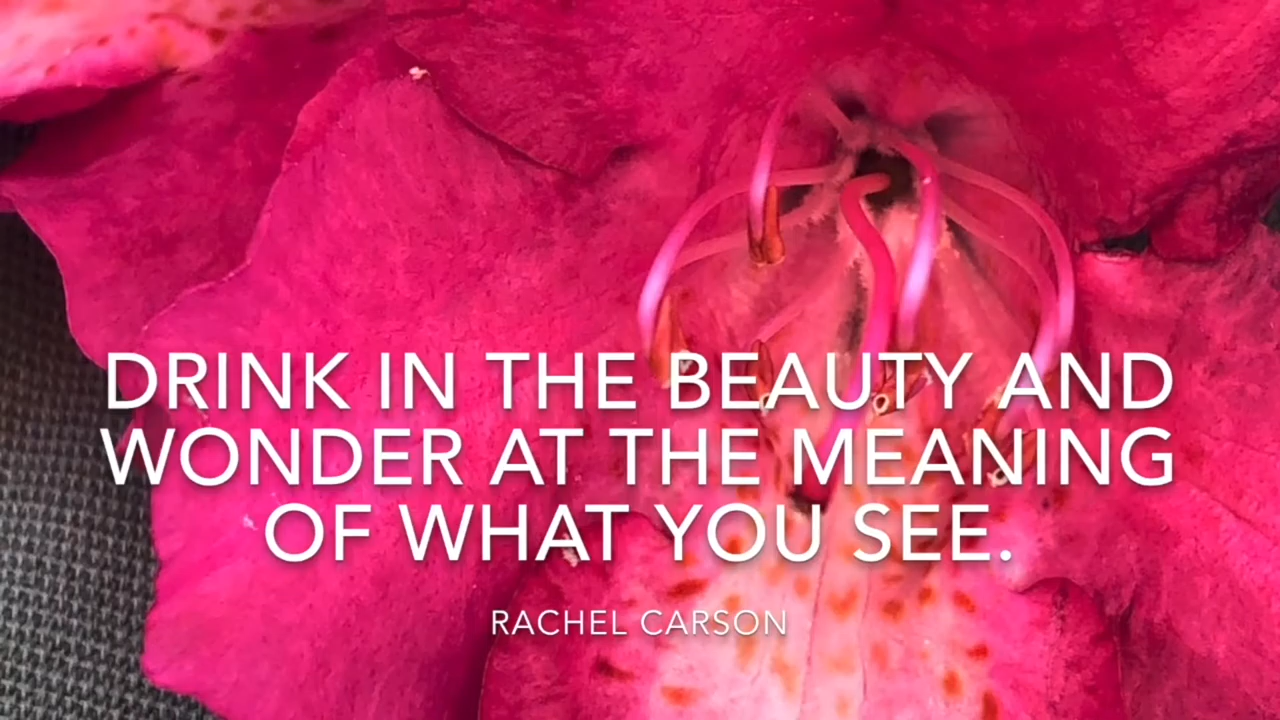 DRINK IN THE BEAUTY AND
WONDER AT THE MEANING
OF WHAT YOU SEE.
RACHEL CARSON